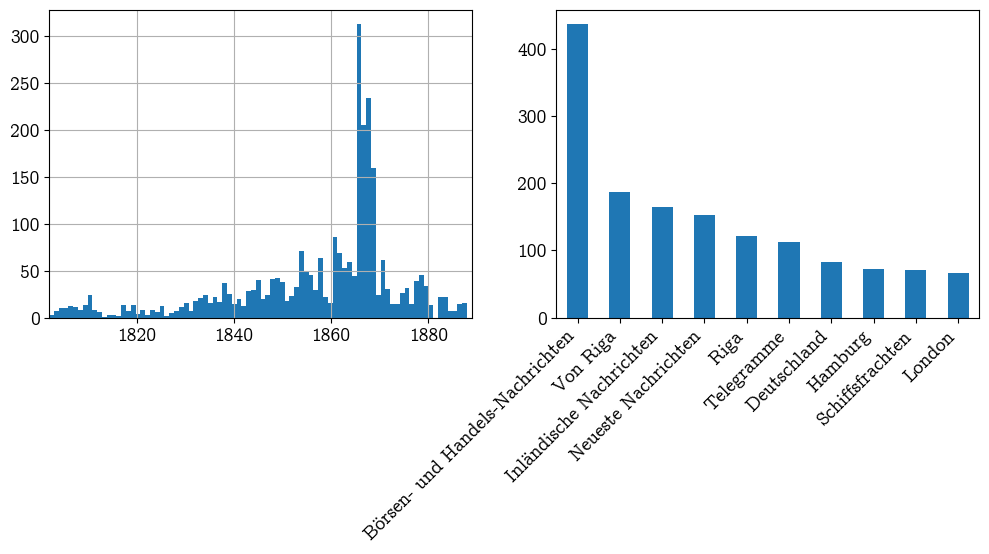 300
250
200
150
100
50
0
1820 1840 1860 1880
400
300
200
100
0
Börsen- und Handels-Nachrichten
Von Riga
Inländische Nachrichten
Neueste Nachrichten
Riga
Telegramme
Deutschland
Hamburg
Schiffsfrachten
London